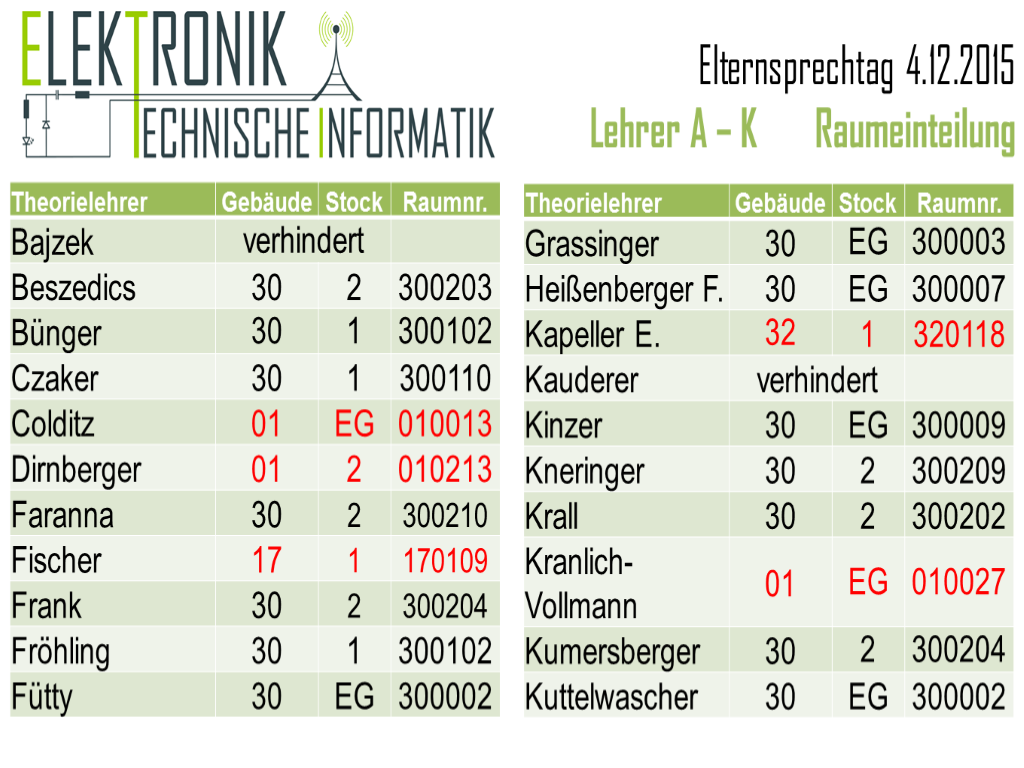 ELEKTRONIK
TECHNISCHE INFORMATIK
Elternsprechtag 4.12.2015
Lehrer A – K Raumeinteilung
Theorielehrer Gebäude Stock Raumnr.
Bajzek verhindert
Beszedics 30 2 300203
Bünger 30 1 300102
Czaker 30 1 300110
Colditz 01 EG 010013
Dirnberger 01 2 010213
Faranna 30 2 300210
Fischer 17 1 170109
Frank 30 2 300204
Fröhling 30 1 300102
Fütty 30 EG 300002
Theorielehrer Gebäude Stock Raumnr.
Grassinger 30 EG 300003
Heißenberger F. 30 EG 300007
Kapeller E. 32 1 320118
Kauderer verhindert
Kinzer 30 EG 300009
Kneringer 30 2 300209
Krall 30 2 300202
Kranlich-
Vollmann 01 EG 010027
Kumersberger 30 2 300204
Kuttelwascher 30 EG 300002